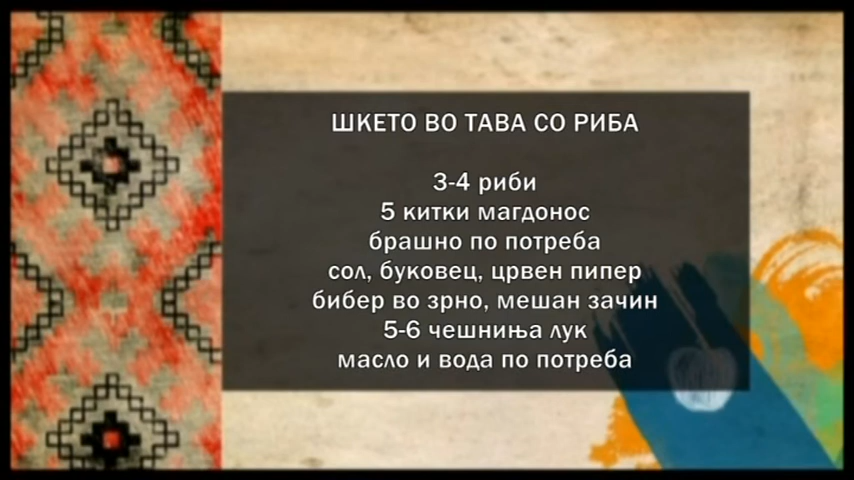 ШКЕТО ВО ТАВА СО РИБА
3-4 риби
5 китки магдонос
брашно по потреба
сол, буковец, црвен пипер
бибер во зрно, мешан зачин
5-6 чешниња лук
масло и вода по потреба